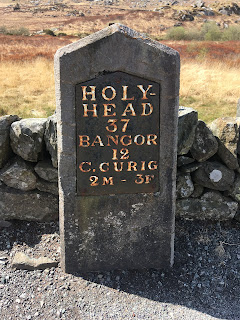 HOLY-
HEAD
37
BANGOR
12
C. CURIG
2M - 3F